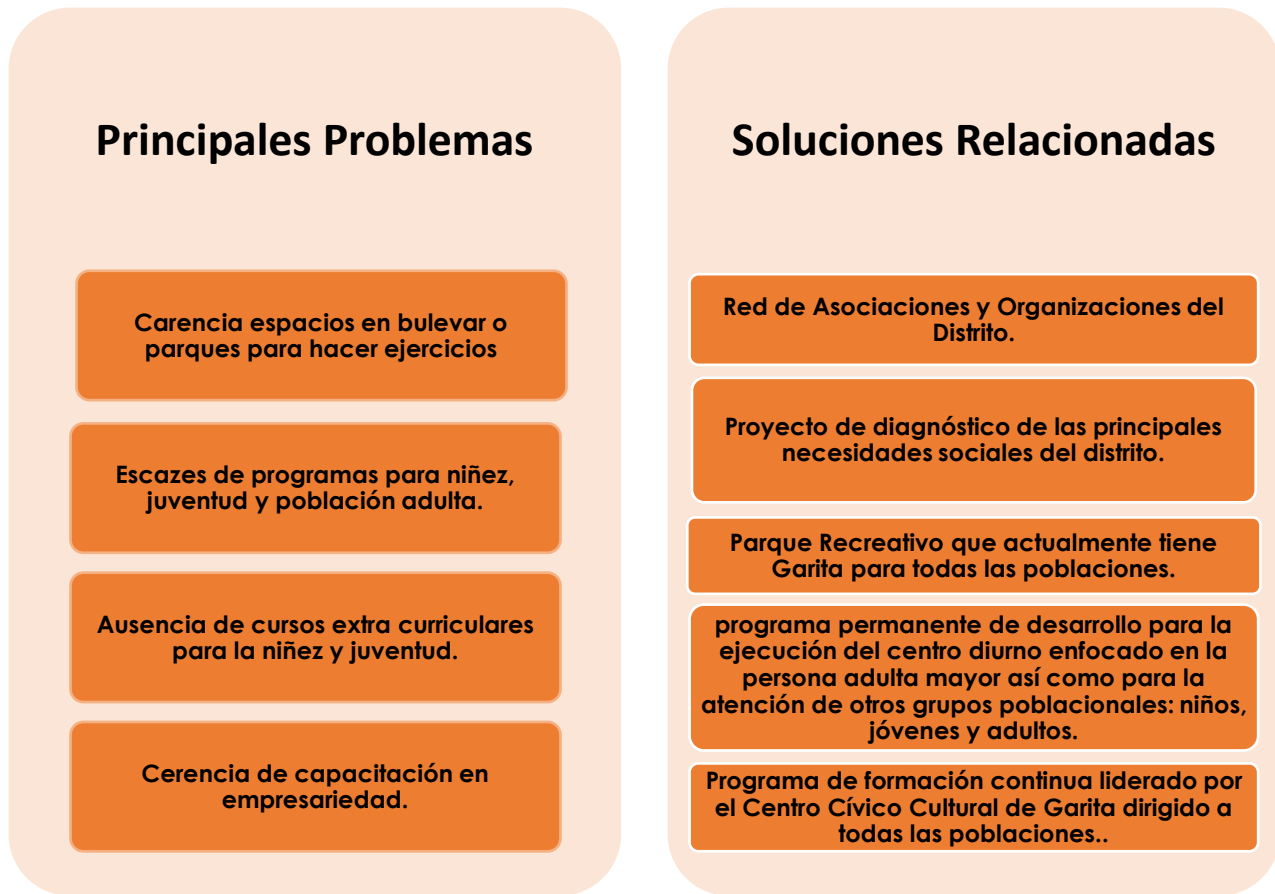 Principales Problemas
Carencia espacios en bulevar o
parques para hacer ejercicios
Escazes de programas para niñez,
juventud y población adulta.
Ausencia de cursos extra curriculares
para la niñez y juventud.
Cerencia de capacitación en
empresariedad.
Soluciones Relacionadas
Red de Asociaciones y Organizaciones del
Distrito.
Proyecto de diagnóstico de las principales
necesidades sociales del distrito.
Parque Recreativo que actualmente tiene
Garita para todas las poblaciones.
programa permanente de desarrollo para la
ejecución del centro diurno enfocado en la
persona adulta mayor así como para la
atención de otros grupos poblacionales: niños,
jóvenes y adultos.
Programa de formación continua liderado por
el Centro Cívico Cultural de Garita dirigido a
todas las poblaciones..